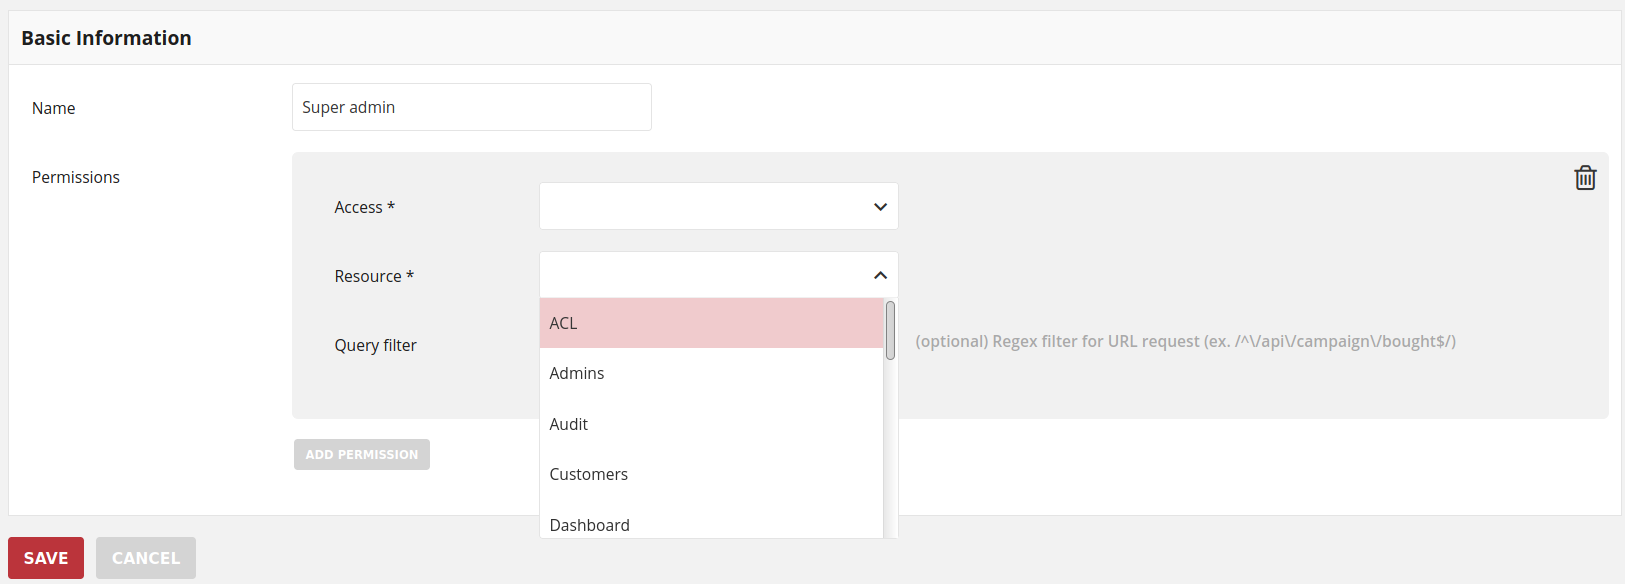 Basic Information
Name
Super admin
Permissions
Access *
Resource *
ACL
Query filter
(optional) Regex filter for URL request (ex. /^\/api\/campaign\/bought$/)
Admins
Audit
ADD PERMISSION
Customers
Dashboard
SAVE
CANCEL